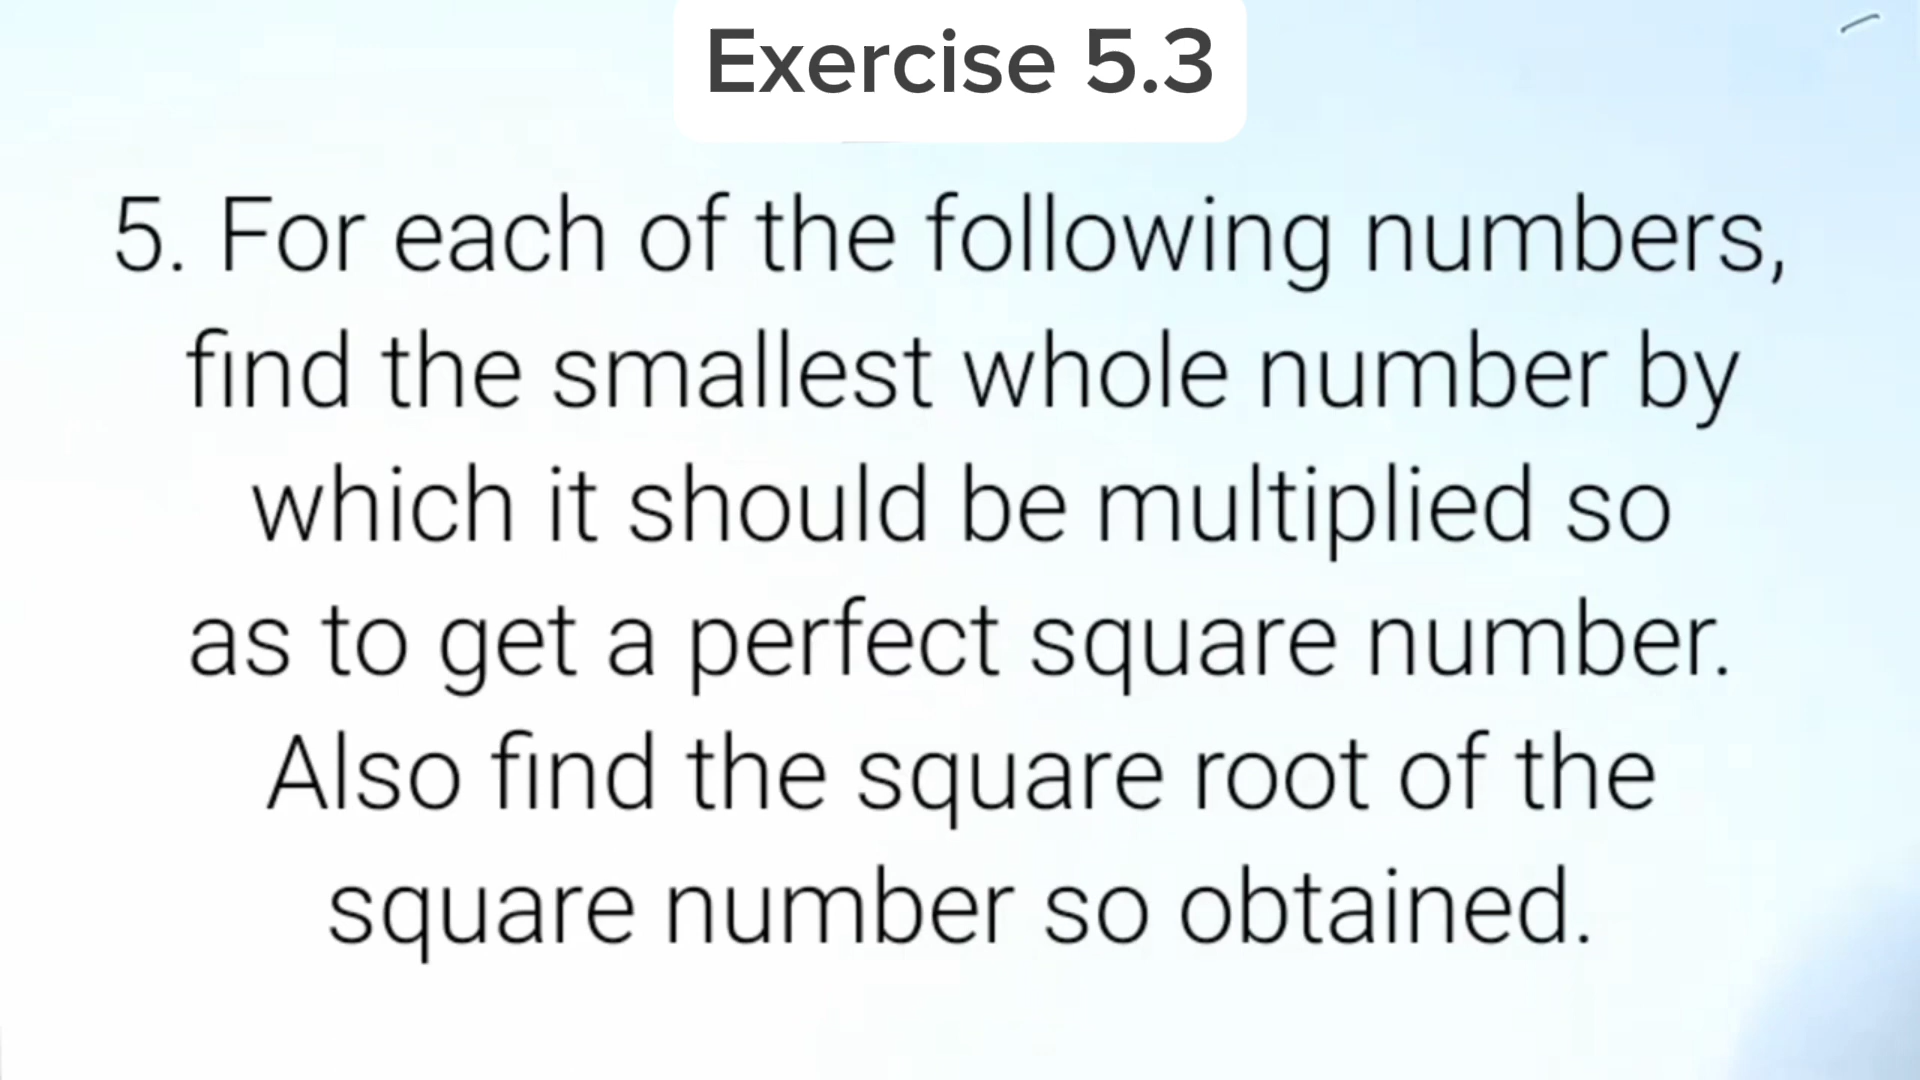 Exercise 5.3
5. For each of the following numbers,
find the smallest whole number by
which it should be multiplied so
as to get a perfect square number.
Also find the square root of the
square number so obtained.